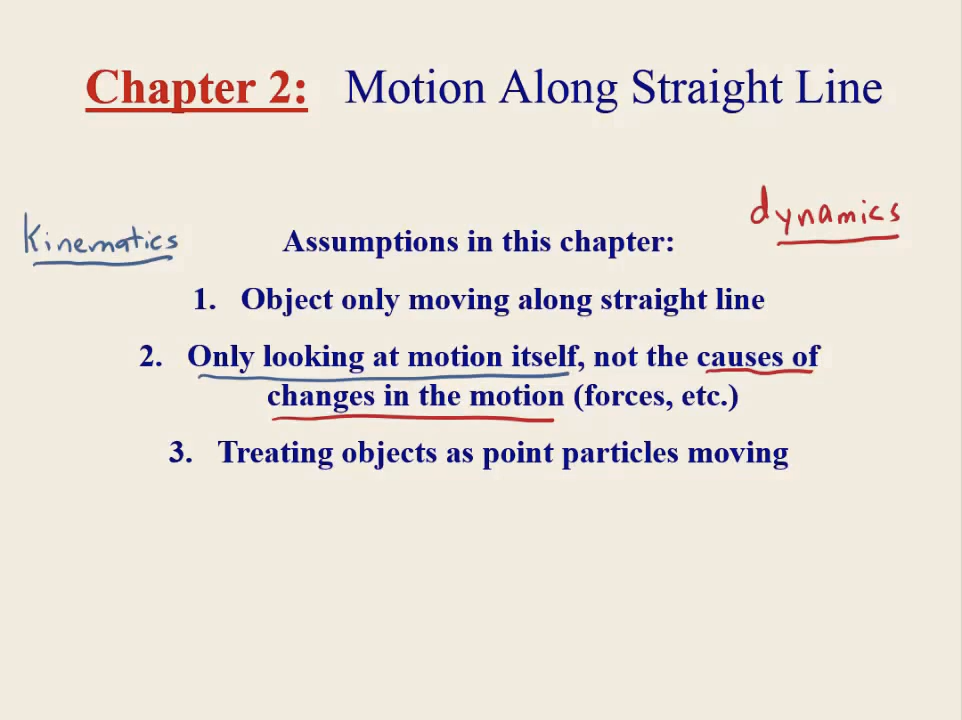 Chapter 2: Motion Along Straight Line
dynamics
Kinematics
Assumptions in this chapter:
1. Object only moving along straight line
2. Only looking at motion itself, not the causes of
changes in the motion (forces, etc.)
3. Treating objects as point particles moving